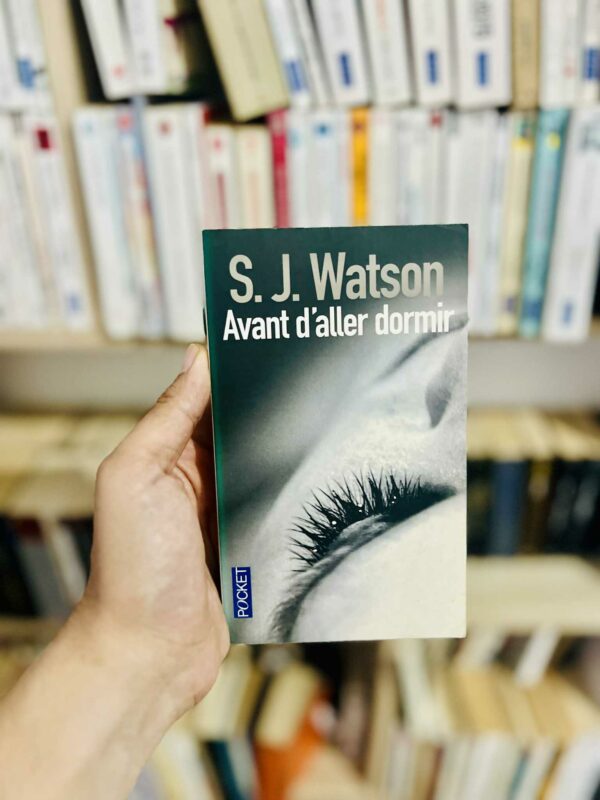 S. J. Watson
Avant d'aller dormir
POCKET